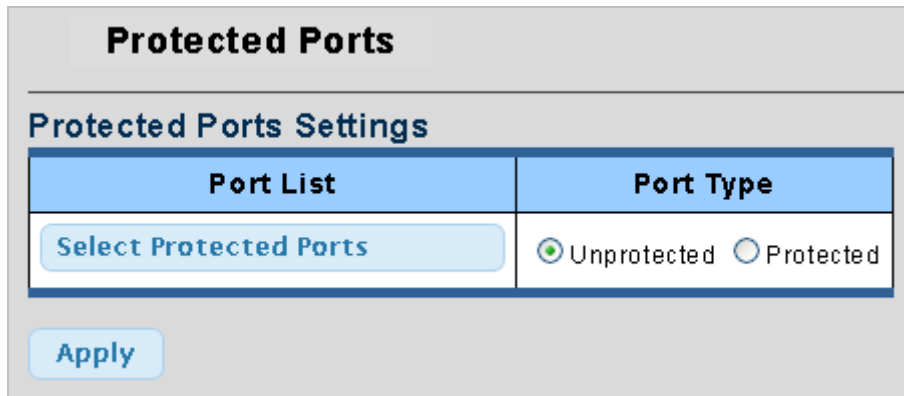 Protected Ports
Protected Ports Settings
Port List Port Type
Select Protected Ports Unprotected Protected
Apply